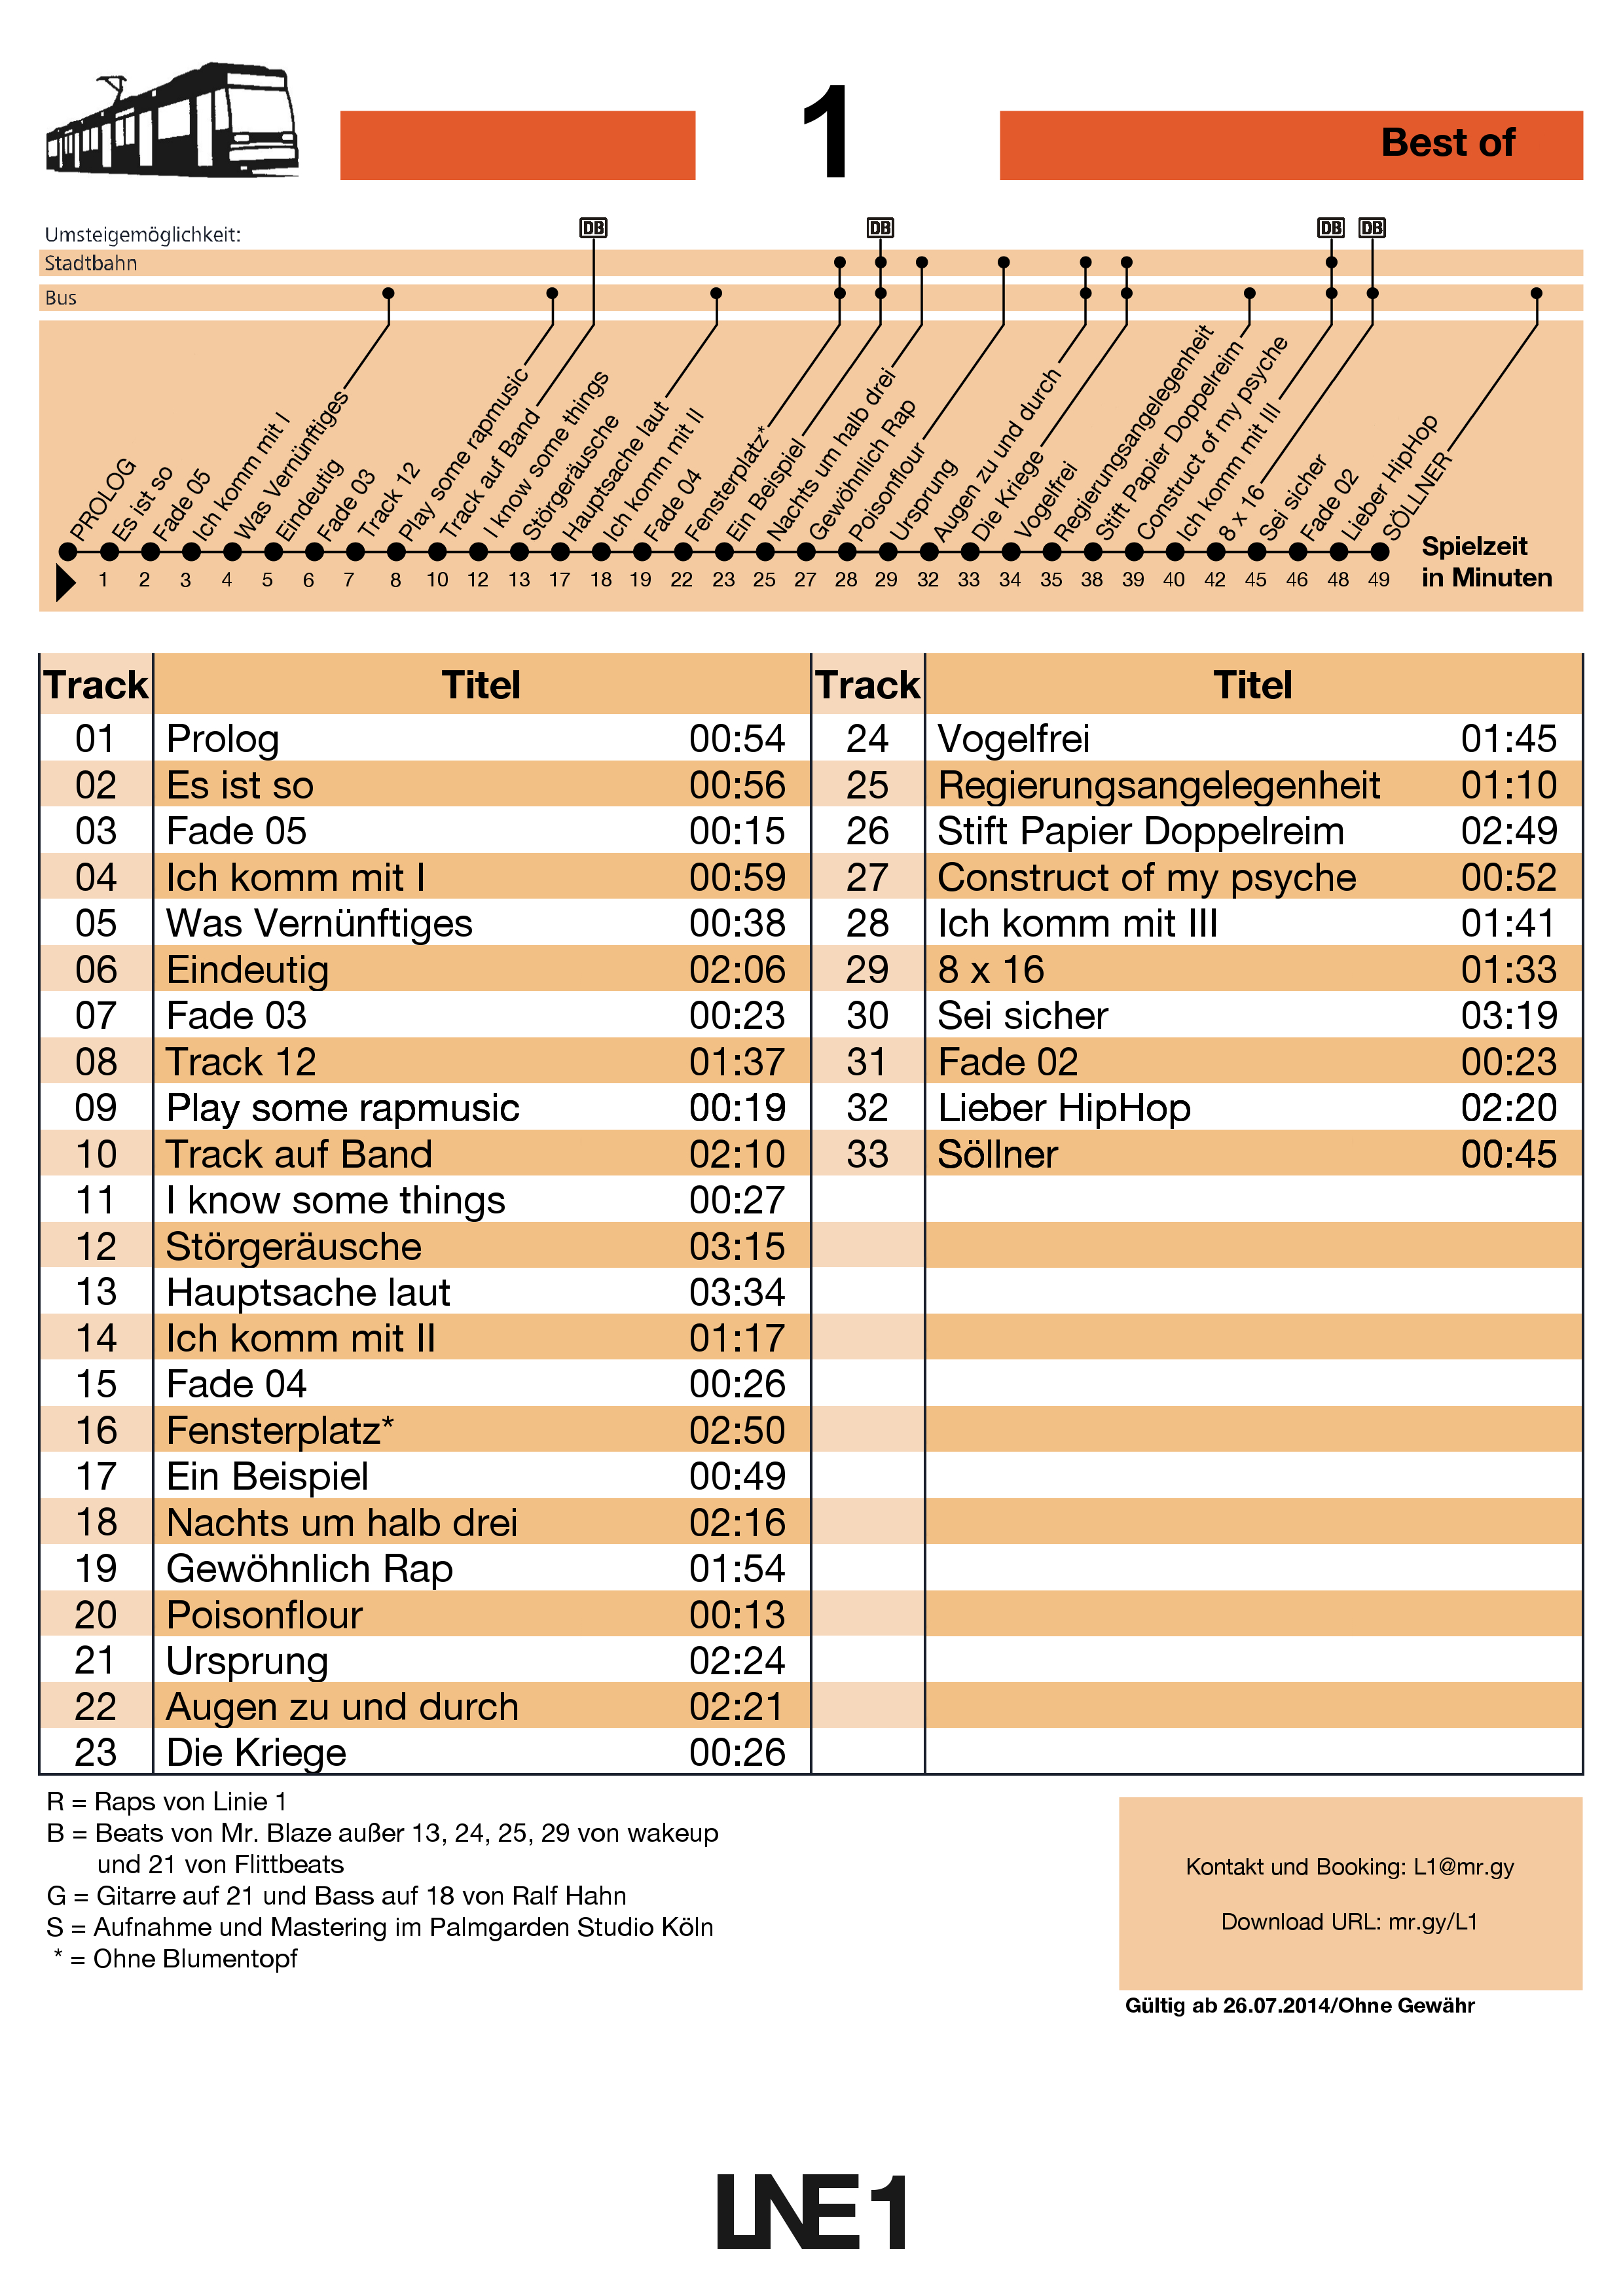 1
Best of
DB DB DB DB
Umsteigemöglichkeit:
Stadtbahn
Bus
PROLOG
Es ist so
Fade 05
Ich komm mit I
Was Vernünftiges
Eindeutig
Fade 03
Track 12
Play some rapmusic
Track auf Band
I know some things
Störgeräusche
Hauptsache laut
Ich komm mit II
Fade 04
Fensterplatz*
Ein Beispiel
Nachts um halb drei
Gewöhnlich Rap
Poisonflour
Ursprung
Augen zu und durch
Die Kriege
Vogelfrei
Regierungsangelegenheit
Stift Papier Doppelreim
Construct of my psyche
Ich komm mit III
8 x 16
Sei sicher
Fade 02
Lieber HipHop
SÖLLNER
1 2 3 4 5 6 7 8 10 12 13 17 18 19 22 23 25 27 28 29 32 33 34 35 38 39 40 42 45 46 48 49
Spielzeit
in Minuten
Track Titel Track Titel
01 Prolog 00:54 24 Vogelfrei 01:45
02 Es ist so 00:56 25 Regierungsangelegenheit 01:10
03 Fade 05 00:15 26 Stift Papier Doppelreim 02:49
04 Ich komm mit I 00:59 27 Construct of my psyche 00:52
05 Was Vernünftiges 00:38 28 Ich komm mit III 01:41
06 Eindeutig 02:06 29 8 x 16 01:33
07 Fade 03 00:23 30 Sei sicher 03:19
08 Track 12 01:37 31 Fade 02 00:23
09 Play some rapmusic 00:19 32 Lieber HipHop 02:20
10 Track auf Band 02:10 33 Söllner 00:45
11 I know some things 00:27
12 Störgeräusche 03:15
13 Hauptsache laut 03:34
14 Ich komm mit II 01:17
15 Fade 04 00:26
16 Fensterplatz* 02:50
17 Ein Beispiel 00:49
18 Nachts um halb drei 02:16
19 Gewöhnlich Rap 01:54
20 Poisonflour 00:13
21 Ursprung 02:24
22 Augen zu und durch 02:21
23 Die Kriege 00:26
R = Raps von Linie 1
B = Beats von Mr. Blaze außer 13, 24, 25, 29 von wakeup
und 21 von Flittbeats
G = Gitarre auf 21 und Bass auf 18 von Ralf Hahn
S = Aufnahme und Mastering im Palmgarden Studio Köln
* = Ohne Blumentopf
Kontakt und Booking: L1@mr.gy
Download URL: mr.gy/L1
Gültig ab 26.07.2014/Ohne Gewähr
LNE1